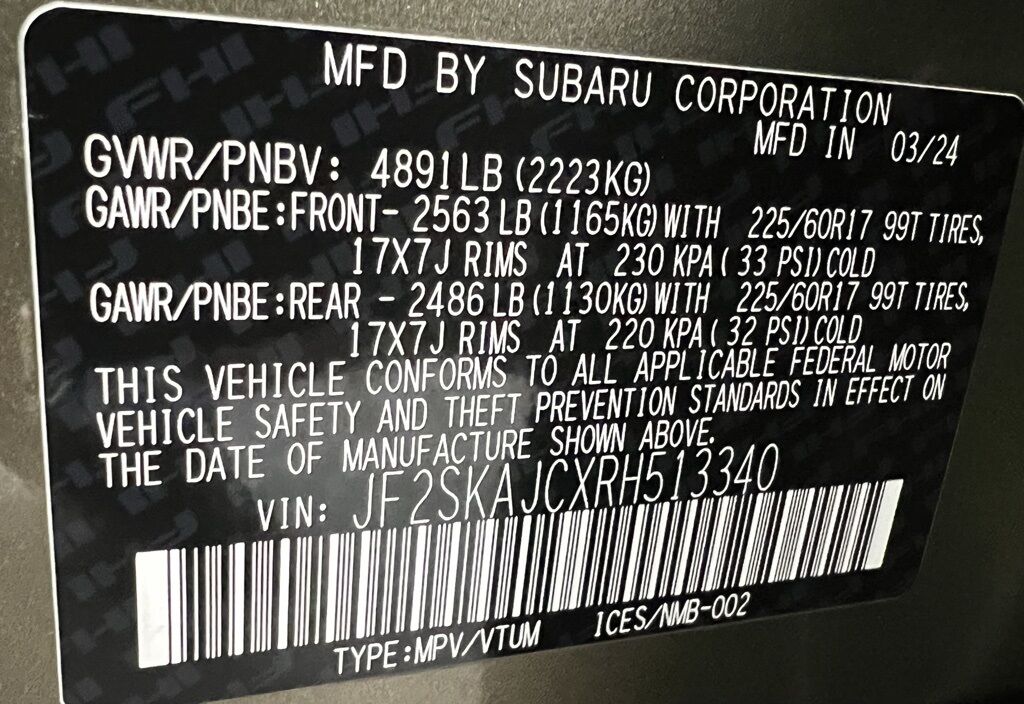 MFD BY SUBARU CORPORATION
MFD IN 03/24
GVWR/PNBV: 4891LB (2223KG)
GAWR/PNBE:FRONT- 2563 LB (1165KG) WITH 225/60R17 99T TIRES,
17X7J RIMS AT 230 KPA( 33 PSI) COLD
GAWR/PNBE:REAR - 2486 LB (1130KG) WITH 225/60R17 99T TIRES,
17X7J RIMS AT 220 KPA( 32 PSI) COLD
THIS VEHICLE CONFORMS TO ALL APPLICABLE FEDERAL MOTOR
VEHICLE SAFETY AND THEFT PREVENTION STANDARDS IN EFFECT ON
THE DATE OF MANUFACTURE SHOWN ABOVE.
VIN: JF2SKAJCXRH513340
TYPE:MPV/VTUM ICES/NMB-002